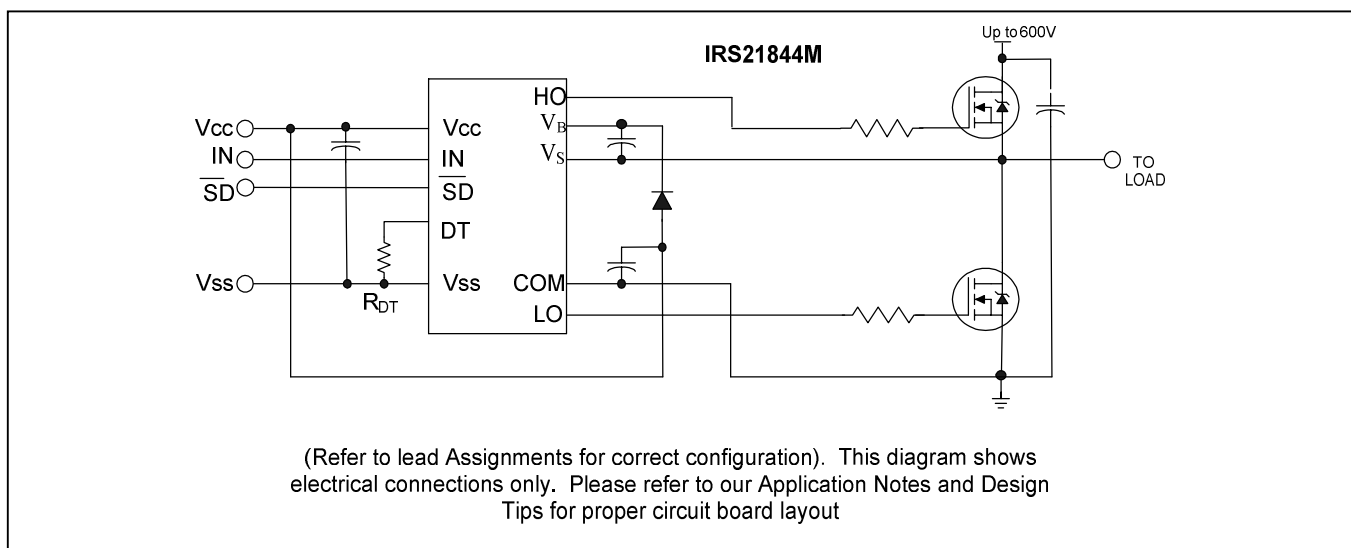 Up to 600V
IRS21844M
HO
Vcc
Vcc
VB
IN
IN
VS
TO
LOAD
SD
SD
DT
Vss
RDT
Vss
COM
LO
(Refer to lead Assignments for correct configuration). This diagram shows
electrical connections only. Please refer to our Application Notes and Design
Tips for proper circuit board layout